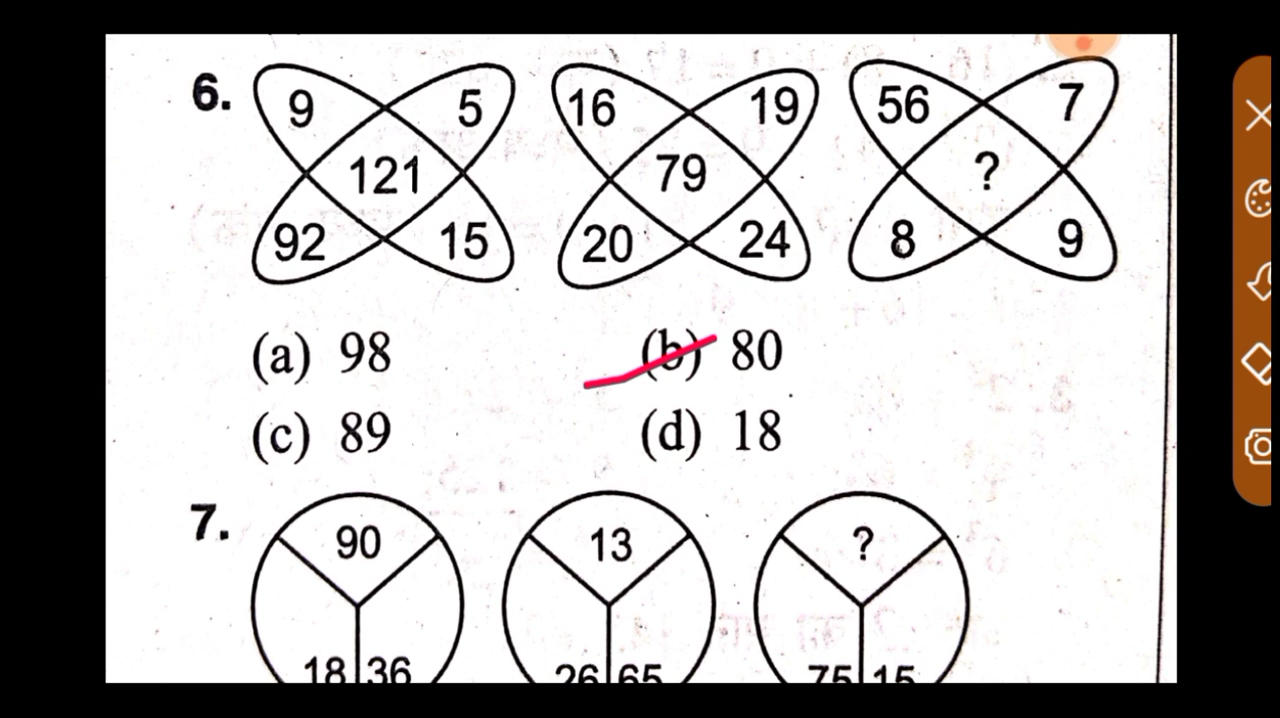 6. 9 5 16 19 56 7
121 79 ?
92 15 20 24 8 9
(a) 98 (b) 80
(c) 89 (d) 18
7. 90 13 ?
18 36 26 65 75 15